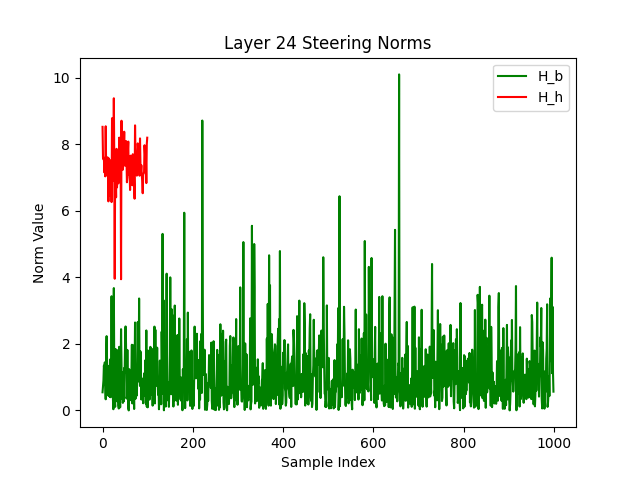 Layer 24 Steering Norms
H_b
H_h
Norm Value
10
8
6
4
2
0
0 200 400 600 800 1000
Sample Index